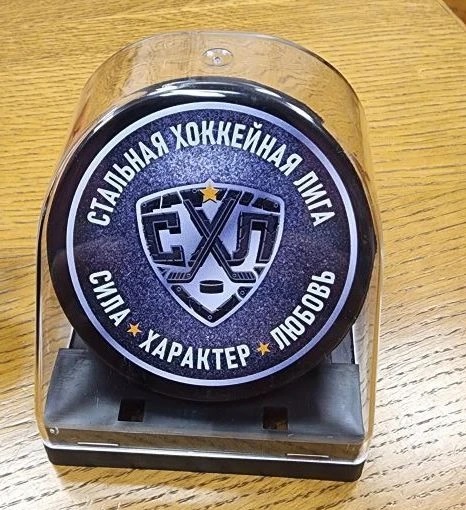 СТАЛЬНАЯ ХОККЕЙНАЯ ЛИГА
СХЛ
СИЛА ★ ХАРАКТЕР ★ ЛЮБОВЬ